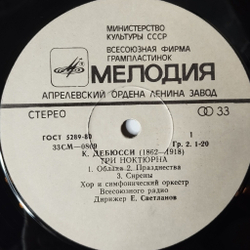 МИНИСТЕРСТВО
КУЛЬТУРЫ СССР
ВСЕСОЮЗНАЯ ФИРМА
ГРАМПЛАСТИНОК
МЕЛОДИЯ
АПРЕЛЕВСКИЙ ОРДЕНА ЛЕНИНА ЗАВОД
СТЕРЕО 33
ГОСТ 5289-80 1
33СМ—0809 Гр. 2. 1-20
К. ДЕБЮССИ (1862—1918)
ТРИ НОКТЮРНА
1. Облака 2. Празднества
3. Сирены
Хор и симфонический оркестр
Всесоюзного радио
Дирижер Е. Светланов